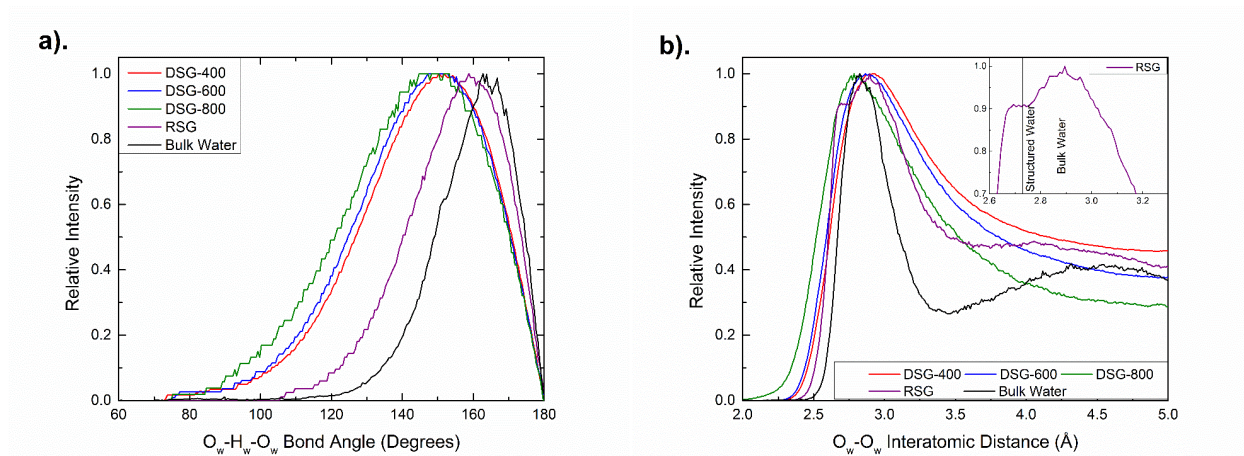 a).
DSG-400
DSG-600
DSG-800
RSG
Bulk Water
1.0
0.8
0.6
0.4
0.2
0.0
Relative Intensity
60 80 100 120 140 160 180
Ow-Hw-Ow Bond Angle (Degrees)
b).
1.0
0.8
0.6
0.4
0.2
0.0
Relative Intensity
2.0 2.5 3.0 3.5 4.0 4.5 5.0
Ow-Ow Interatomic Distance (Å)
1.0
0.9
0.8
0.7
2.6 2.8 3.0 3.2
RSG
Structured Water
Bulk Water
DSG-400 DSG-600 DSG-800
RSG Bulk Water